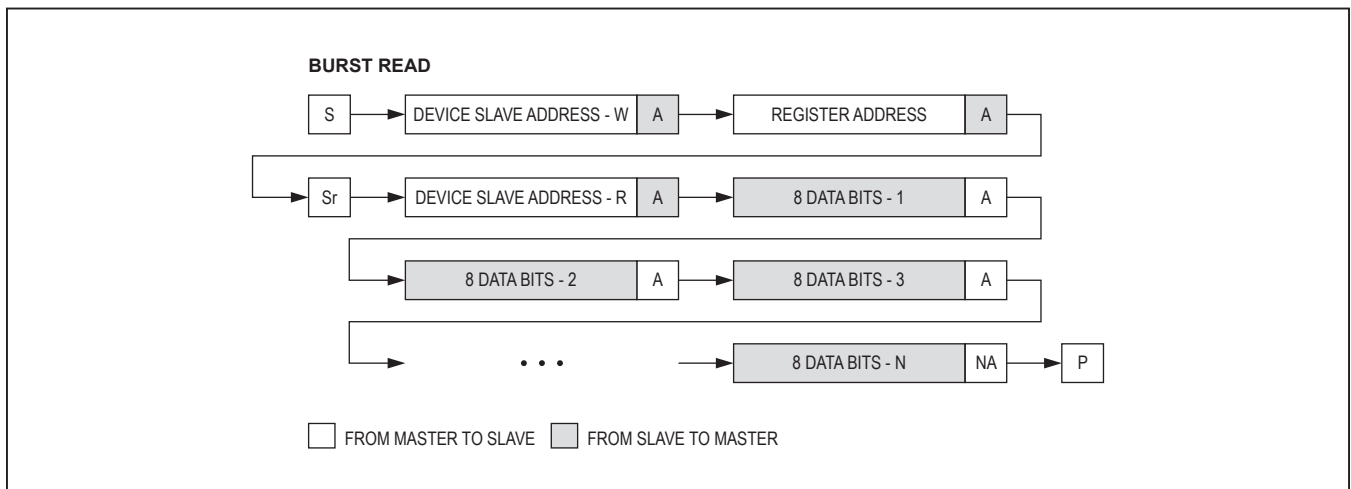 BURST READ
S DEVICE SLAVE ADDRESS - W A REGISTER ADDRESS A
Sr DEVICE SLAVE ADDRESS - R A 8 DATA BITS - 1 A
8 DATA BITS - 2 A 8 DATA BITS - 3 A
• • • 8 DATA BITS - N NA P
FROM MASTER TO SLAVE FROM SLAVE TO MASTER